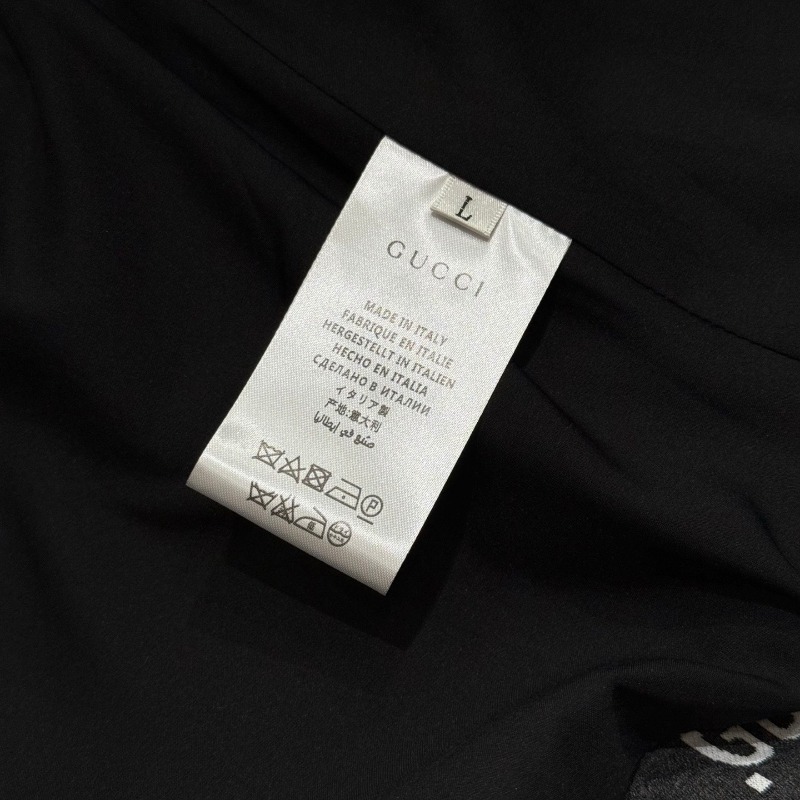 L
GUCCI
MADE IN ITALY
FABRIQUE EN ITALIE
HERGESTELLT IN ITALIEN
HECHO EN ITALIA
СДЕЛАНО В ИТАЛИИ
イタリア製
产地:意大利
صنع في إيطاليا
P